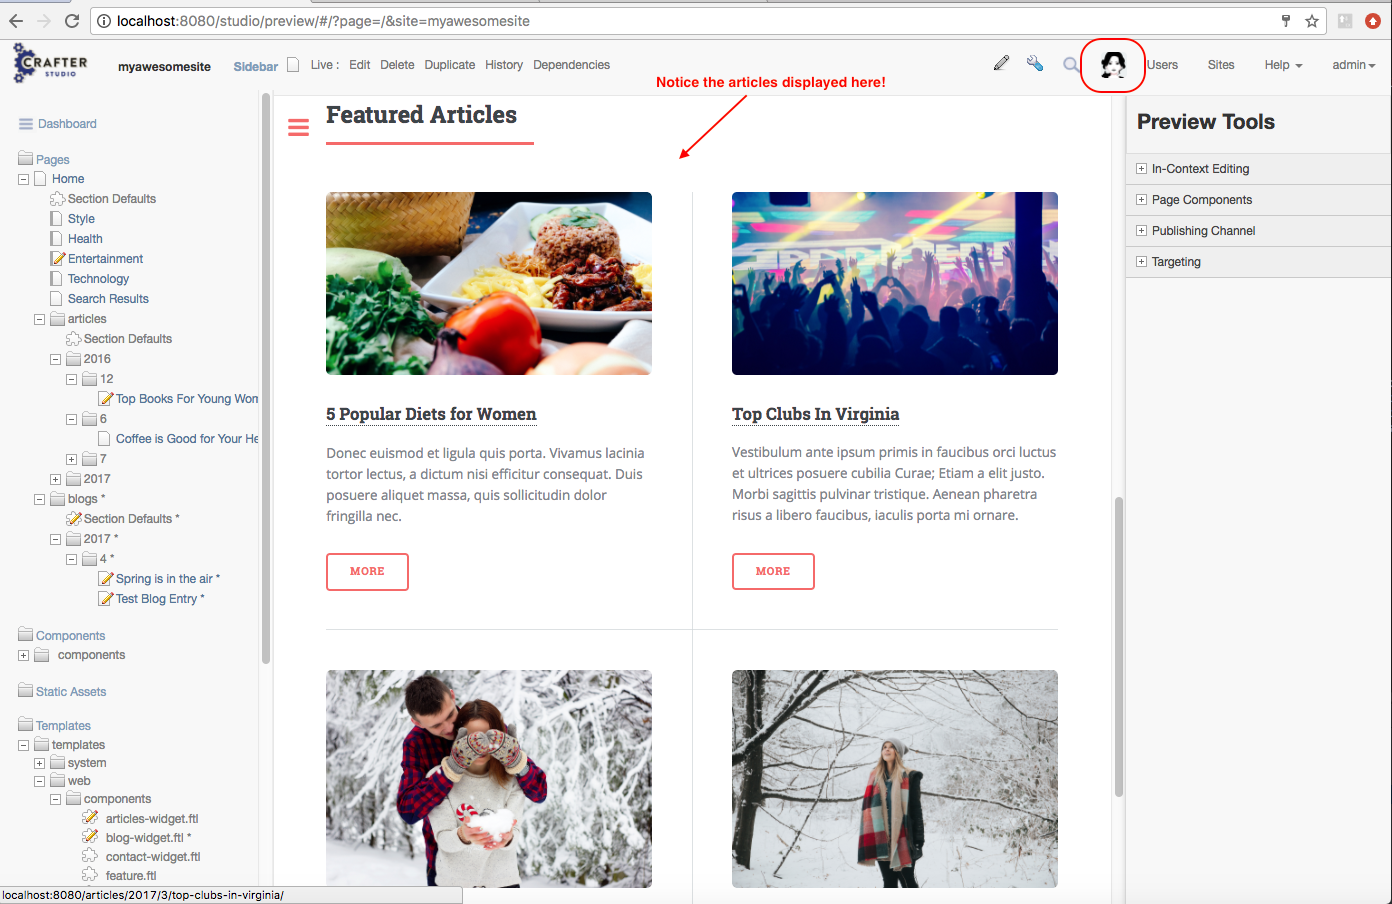 localhost:8080/studio/preview/#/?page=/&site=myawesomesite
CRAFTER
STUDIO
myawesomesite
Sidebar
Live :
Edit
Delete
Duplicate
History
Dependencies
Users
Sites
Help
admin
Notice the articles displayed here!
Dashboard
Pages
Home
Section Defaults
Style
Health
Entertainment
Technology
Search Results
articles
Section Defaults
2016
12
Top Books For Young Wom
6
Coffee is Good for Your He
7
2017
blogs *
Section Defaults *
2017 *
4 *
Spring is in the air *
Test Blog Entry *
Components
components
Static Assets
Templates
templates
system
web
components
articles-widget.ftl
blog-widget.ftl *
contact-widget.ftl
feature.ftl
localhost:8080/articles/2017/3/top-clubs-in-virginia/
Featured Articles
5 Popular Diets for Women
Donec euismod et ligula quis porta. Vivamus lacinia
tortor lectus, a dictum nisi efficitur consequat. Duis
posuere aliquet massa, quis sollicitudin dolor
fringilla nec.
MORE
Top Clubs In Virginia
Vestibulum ante ipsum primis in faucibus orci luctus
et ultrices posuere cubilia Curae; Etiam a elit justo.
Morbi sagittis pulvinar tristique. Aenean pharetra
risus a libero faucibus, iaculis porta mi ornare.
MORE
Preview Tools
In-Context Editing
Page Components
Publishing Channel
Targeting